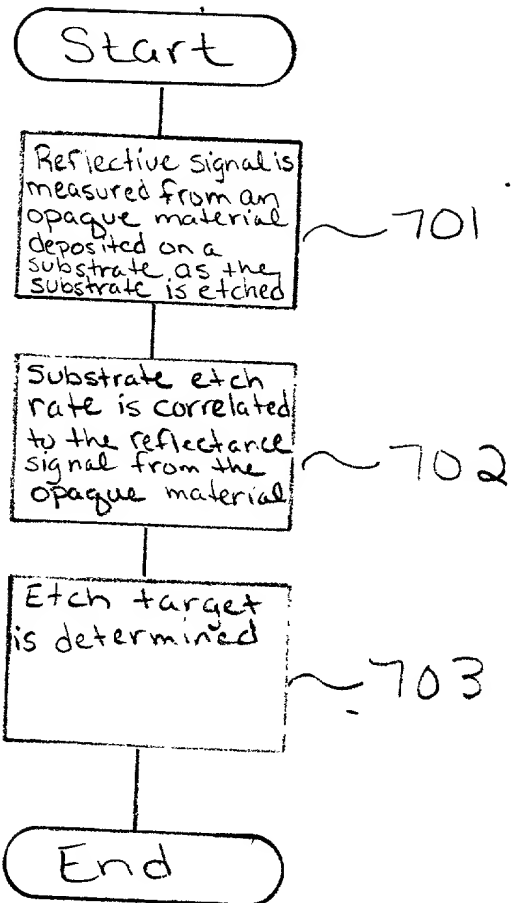 Start
Reflective signal is
measured from an
opaque material
deposited on a
substrate as the
substrate is etched
701
Substrate etch
rate is correlated
to the reflectance
signal from the
opaque material
702
Etch target
is determined
703
End